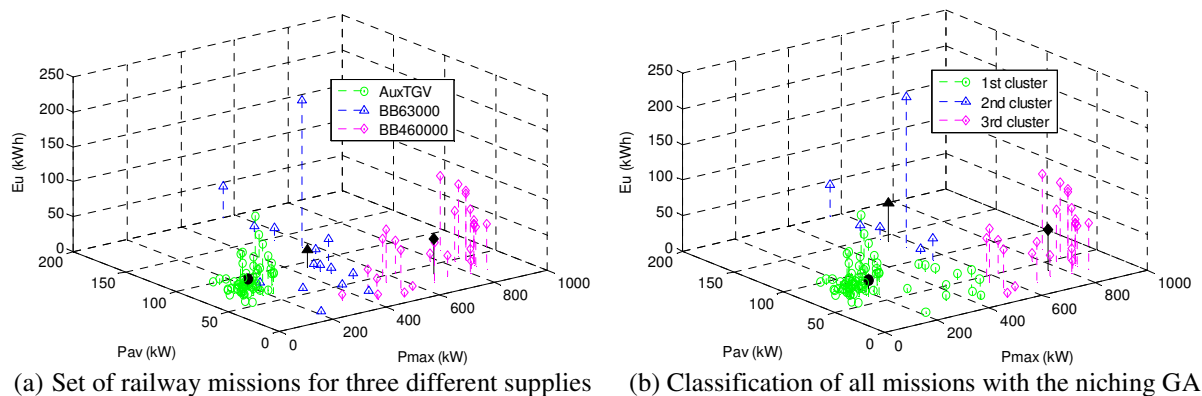 250
200
150
100
50
0
Eu (kWh)
200
150
100
50
0
Pav (kW)
0
200
400
600
800
1000
Pmax (kW)
AuxTGV
BB63000
BB460000
(a) Set of railway missions for three different supplies
250
200
150
100
50
0
Eu (kWh)
200
150
100
50
0
Pav (kW)
0
200
400
600
800
1000
Pmax (kW)
1st cluster
2nd cluster
3rd cluster
(b) Classification of all missions with the niching GA